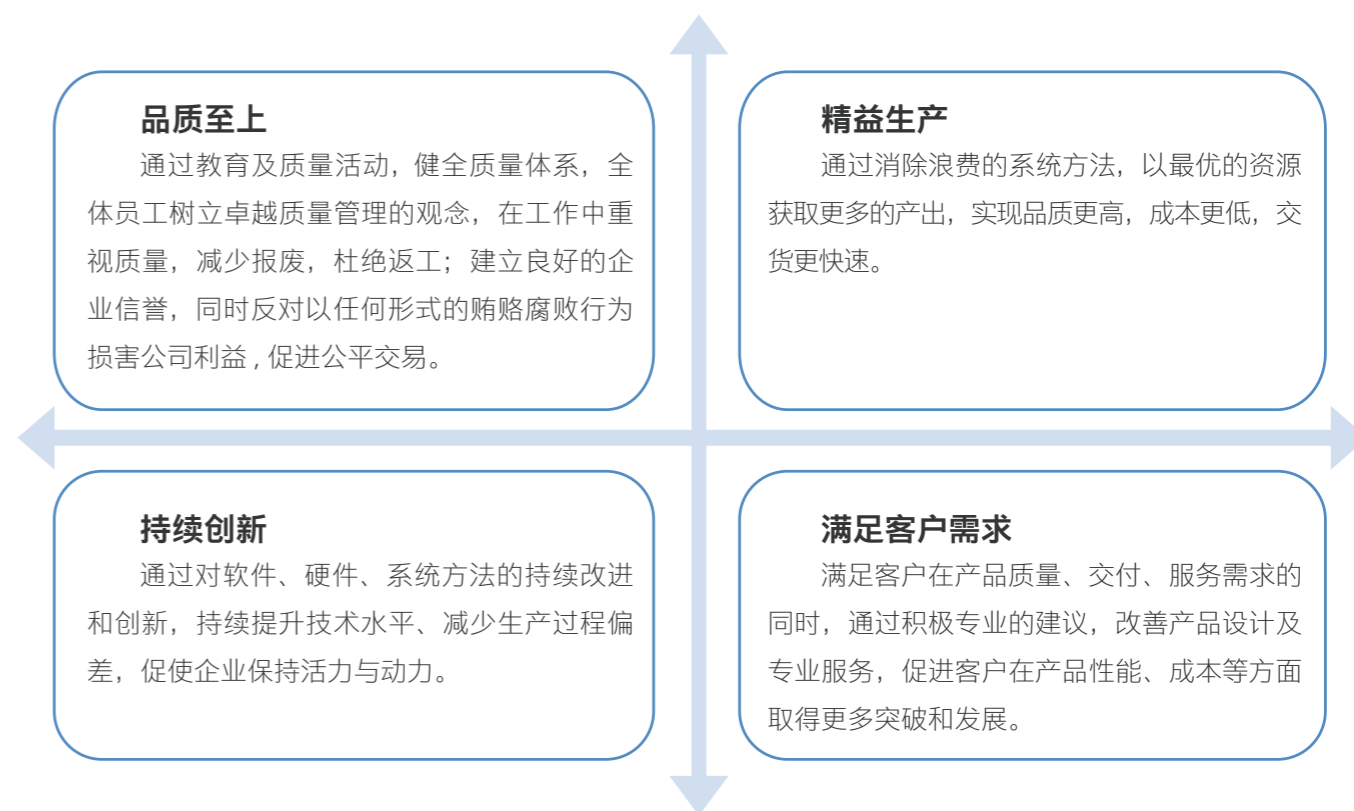 品质至上
通过教育及质量活动，健全质量体系，全
体员工树立卓越质量管理的观念，在工作中重
视质量，减少报废，杜绝返工；建立良好的企
业信誉，同时反对以任何形式的贿赂腐败行为
损害公司利益 , 促进公平交易。
精益生产
通过消除浪费的系统方法，以最优的资源
获取更多的产出，实现品质更高，成本更低，交
货更快速。
持续创新
通过对软件、硬件、系统方法的持续改进
和创新，持续提升技术水平、减少生产过程偏
差，促使企业保持活力与动力。
满足客户需求
满足客户在产品质量、交付、服务需求的
同时，通过积极专业的建议，改善产品设计及
专业服务，促进客户在产品性能、成本等方面
取得更多突破和发展。